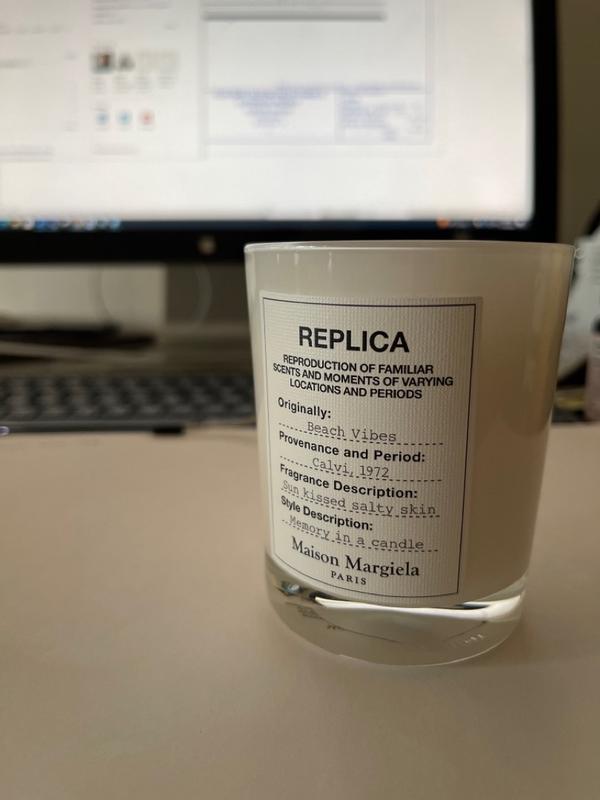 REPLICA
REPRODUCTION OF FAMILIAR
SCENTS AND MOMENTS OF VARYING
LOCATIONS AND PERIODS
Originally:
Beach Vibes
Provenance and Period:
Calvi, 1972
Fragrance Description:
Sun kissed salty skin
Style Description:
Memory in a candle
Maison Margiela
PARIS